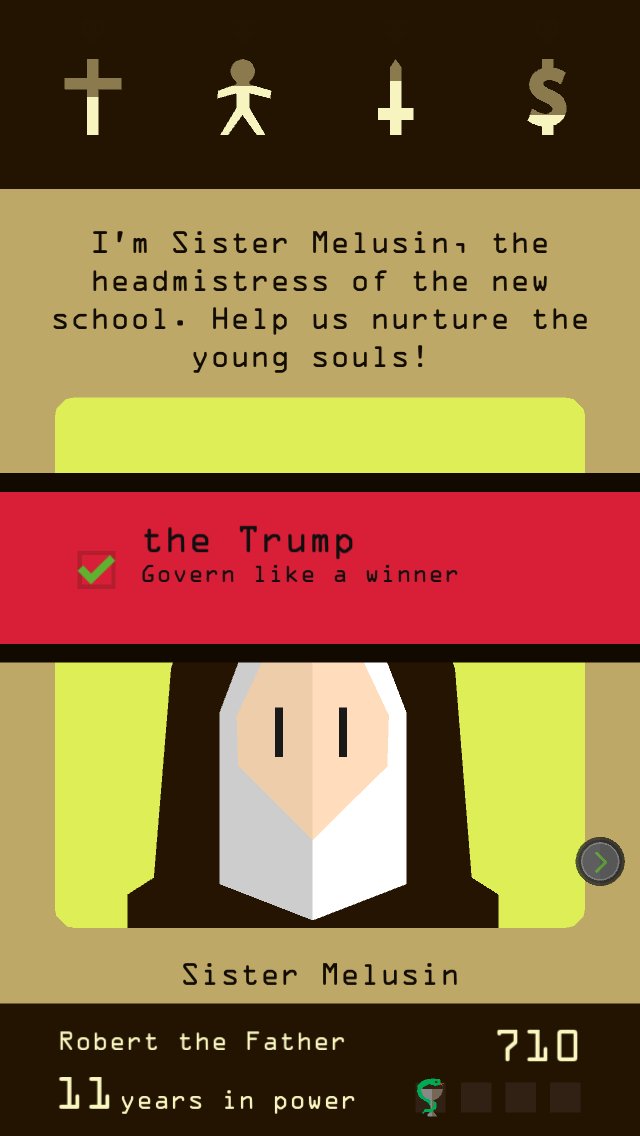 I'm Sister Melusin, the
headmistress of the new
school. Help us nurture the
young souls!
the Trump
Govern like a winner
Sister Melusin
Robert the Father
710
11 years in power